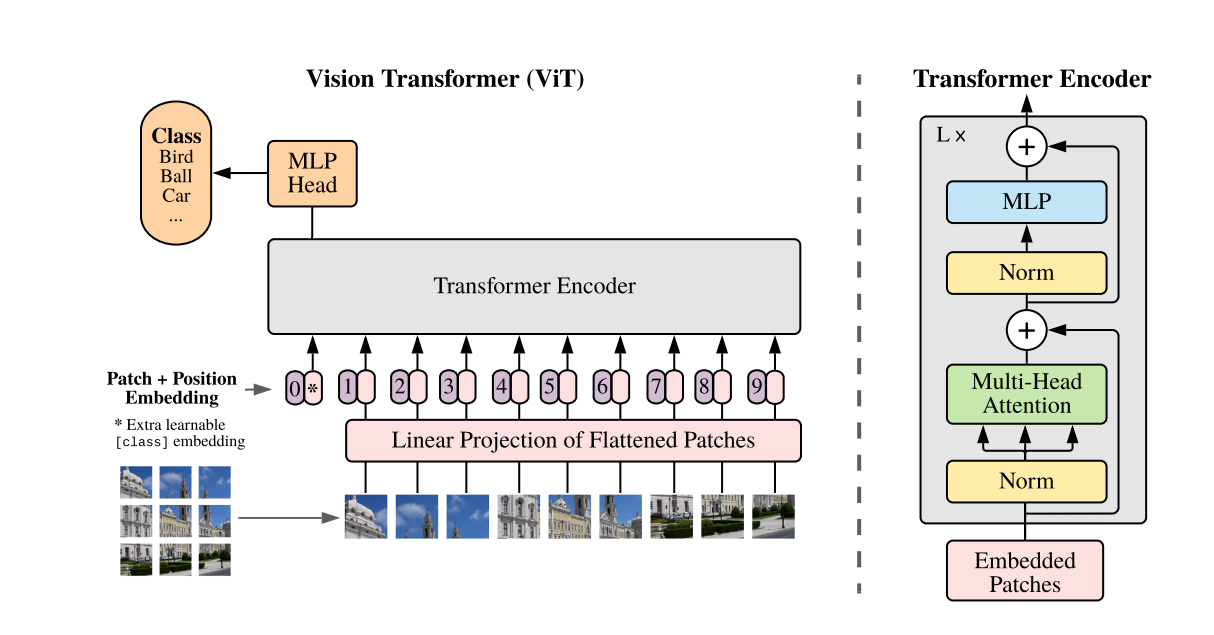 Vision Transformer (ViT)
Class
Bird
Ball
Car
...
MLP
Head
Transformer Encoder
Patch + Position
Embedding
0 * 1 2 3 4 5 6 7 8 9
* Extra learnable
[class] embedding
Linear Projection of Flattened Patches
Transformer Encoder
L ×
+
MLP
Norm
+
Multi-Head
Attention
Norm
Embedded
Patches